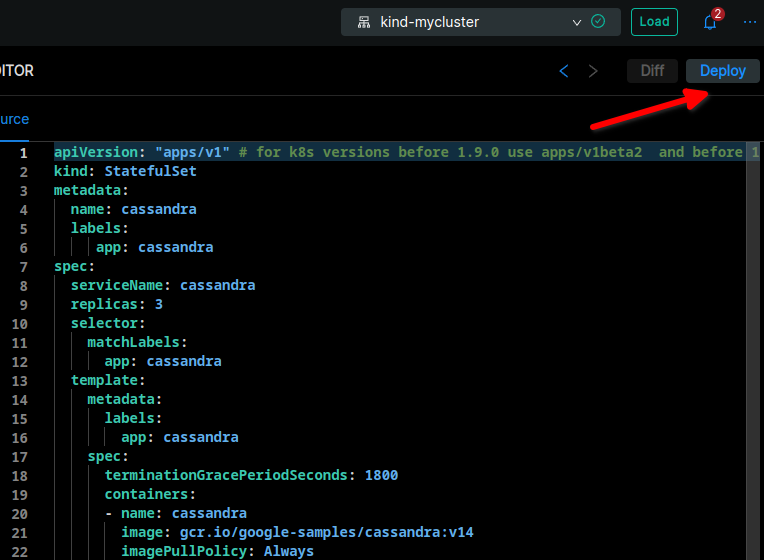 kind-mycluster Load 2 ...
DITOR Diff Deploy
ource
1 apiVersion: "apps/v1" # for k8s versions before 1.9.0 use apps/v1beta2  and before 1
2 kind: StatefulSet
3 metadata:
4   name: cassandra
5   labels:
6      app: cassandra
7 spec:
8   serviceName: cassandra
9   replicas: 3
10   selector:
11     matchLabels:
12       app: cassandra
13   template:
14     metadata:
15       labels:
16         app: cassandra
17     spec:
18       terminationGracePeriodSeconds: 1800
19       containers:
20       - name: cassandra
21         image: gcr.io/google-samples/cassandra:v14
22         imagePullPolicy: Always